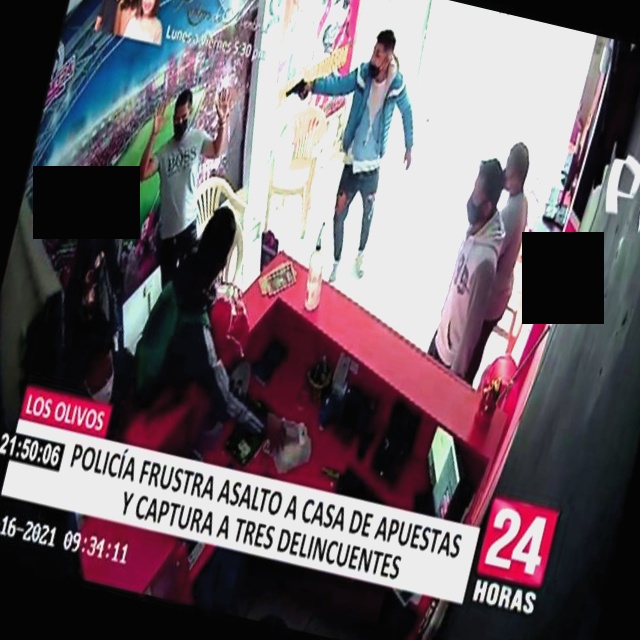 Lunes a Viernes 5:30 p
BOSS
LOS OLIVOS
21:50:06
POLICÍA FRUSTRA ASALTO A CASA DE APUESTAS
Y CAPTURA A TRES DELINCUENTES
16-2021 09:34:11
24
HORAS